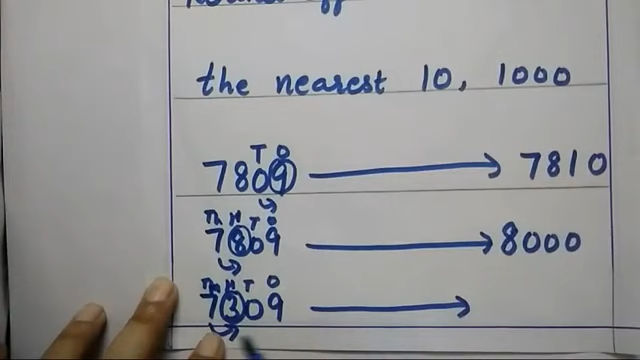 the nearest 10, 1000
T O
7809 → 7810
Th H T O
7809 → 8000
Th H T O
7309 →